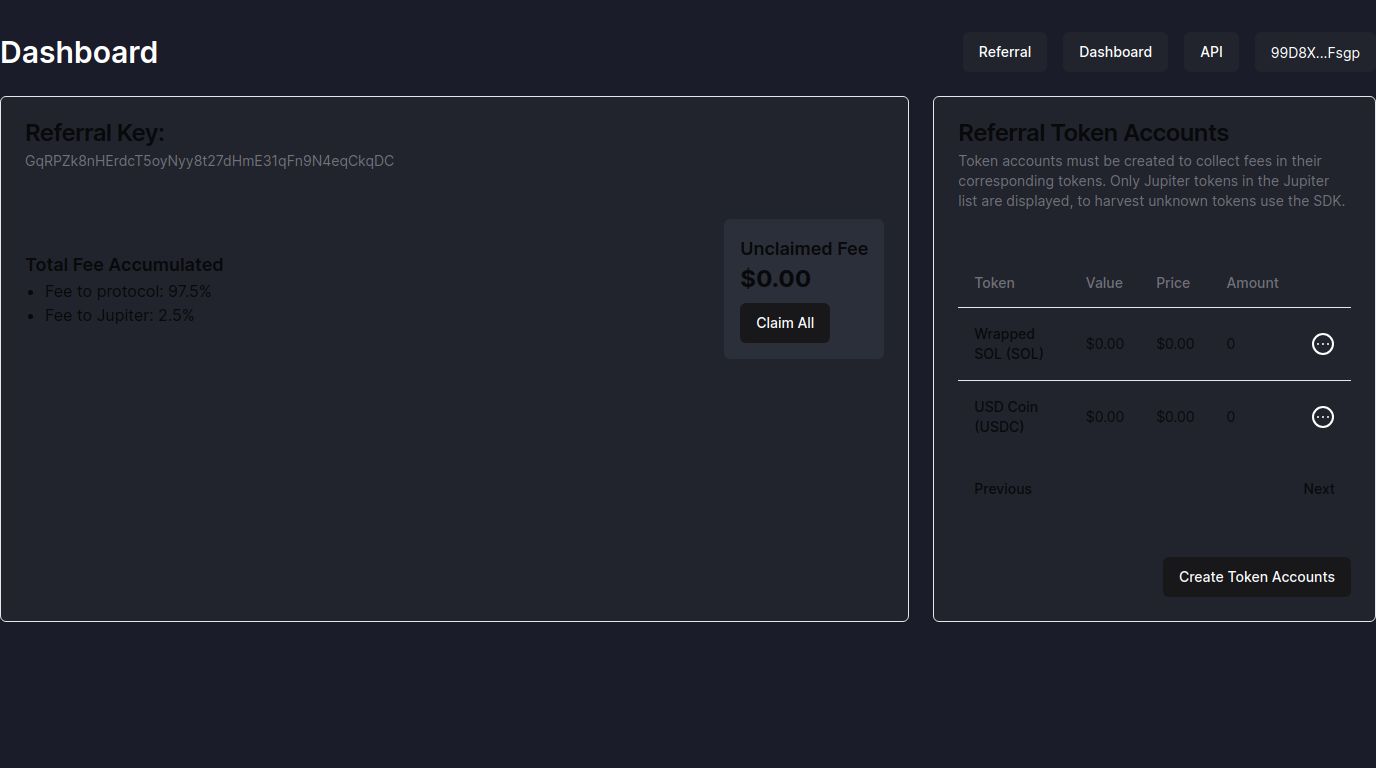 Dashboard
Referral
Dashboard
API
99D8X...Fsgp
Referral Key:
GqRPZk8nHErdcT5oyNyy8t27dHmE31qFn9N4eqCkqDC
Total Fee Accumulated
Fee to protocol: 97.5%
Fee to Jupiter: 2.5%
Unclaimed Fee
$0.00
Claim All
Referral Token Accounts
Token accounts must be created to collect fees in their
corresponding tokens. Only Jupiter tokens in the Jupiter
list are displayed, to harvest unknown tokens use the SDK.
Token Value Price Amount
Wrapped
SOL (SOL) $0.00 $0.00 0
USD Coin
(USDC) $0.00 $0.00 0
Previous Next
Create Token Accounts